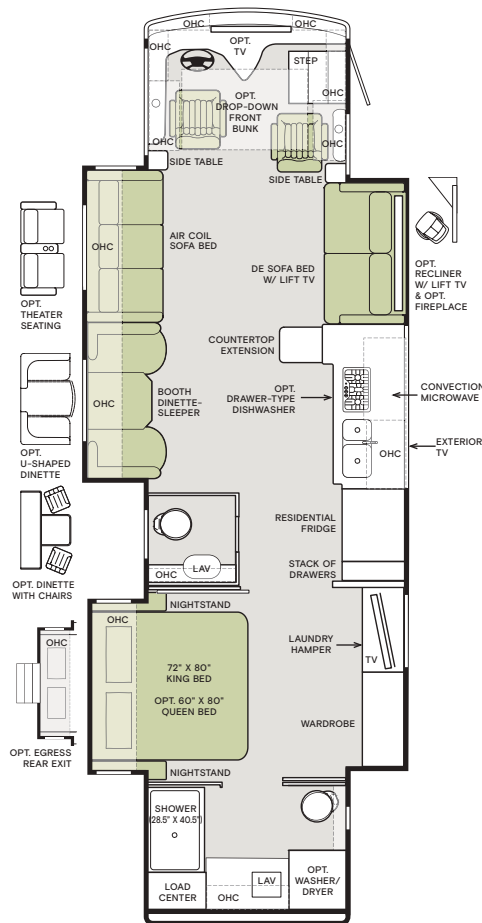 OHC
OHC
OHC
OPT.
TV
STEP
OHC
OPT.
DROP-DOWN
FRONT
BUNK
OHC
OHC
SIDE TABLE
SIDE TABLE
OHC
AIR COIL
SOFA BED
DE SOFA BED
W/ LIFT TV
OPT.
RECLINER
W/ LIFT TV
& OPT.
FIREPLACE
OPT.
THEATER
SEATING
COUNTERTOP
EXTENSION
OHC
BOOTH
DINETTE-
SLEEPER
OPT.
DRAWER-TYPE
DISHWASHER
CONVECTION
MICROWAVE
OHC
EXTERIOR
TV
OPT.
U-SHAPED
DINETTE
RESIDENTIAL
FRIDGE
STACK OF
DRAWERS
OHC
LAV
OPT. DINETTE
WITH CHAIRS
NIGHTSTAND
OHC
OHC
LAUNDRY
HAMPER
TV
72" X 80"
KING BED
OPT. 60" X 80"
QUEEN BED
WARDROBE
OPT. EGRESS
REAR EXIT
NIGHTSTAND
SHOWER
(28.5" X 40.5")
LOAD
CENTER
OHC
LAV
OPT.
WASHER/
DRYER